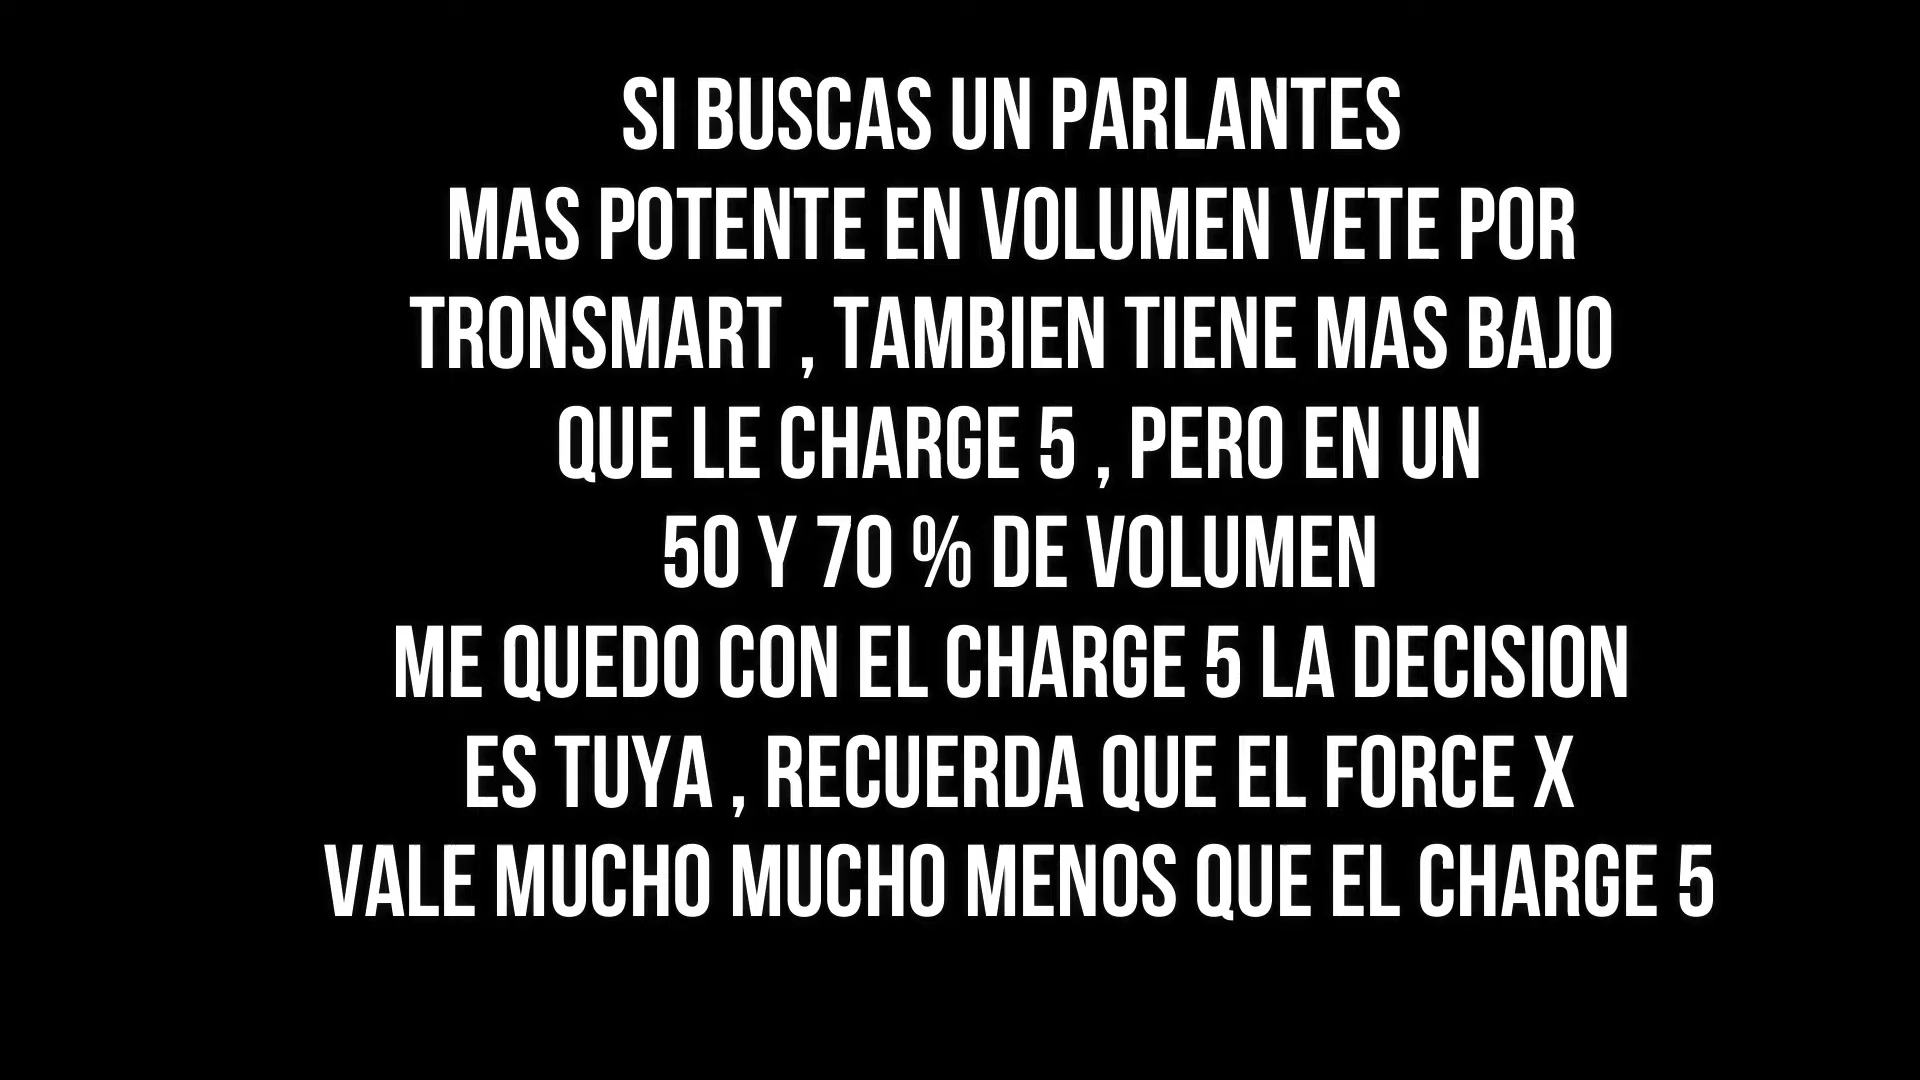 SI BUSCAS UN PARLANTES
MAS POTENTE EN VOLUMEN VETE POR
TRONSMART , TAMBIEN TIENE MAS BAJO
QUE LE CHARGE 5 , PERO EN UN
50 Y 70 % DE VOLUMEN
ME QUEDO CON EL CHARGE 5 LA DECISION
ES TUYA , RECUERDA QUE EL FORCE X
VALE MUCHO MUCHO MENOS QUE EL CHARGE 5